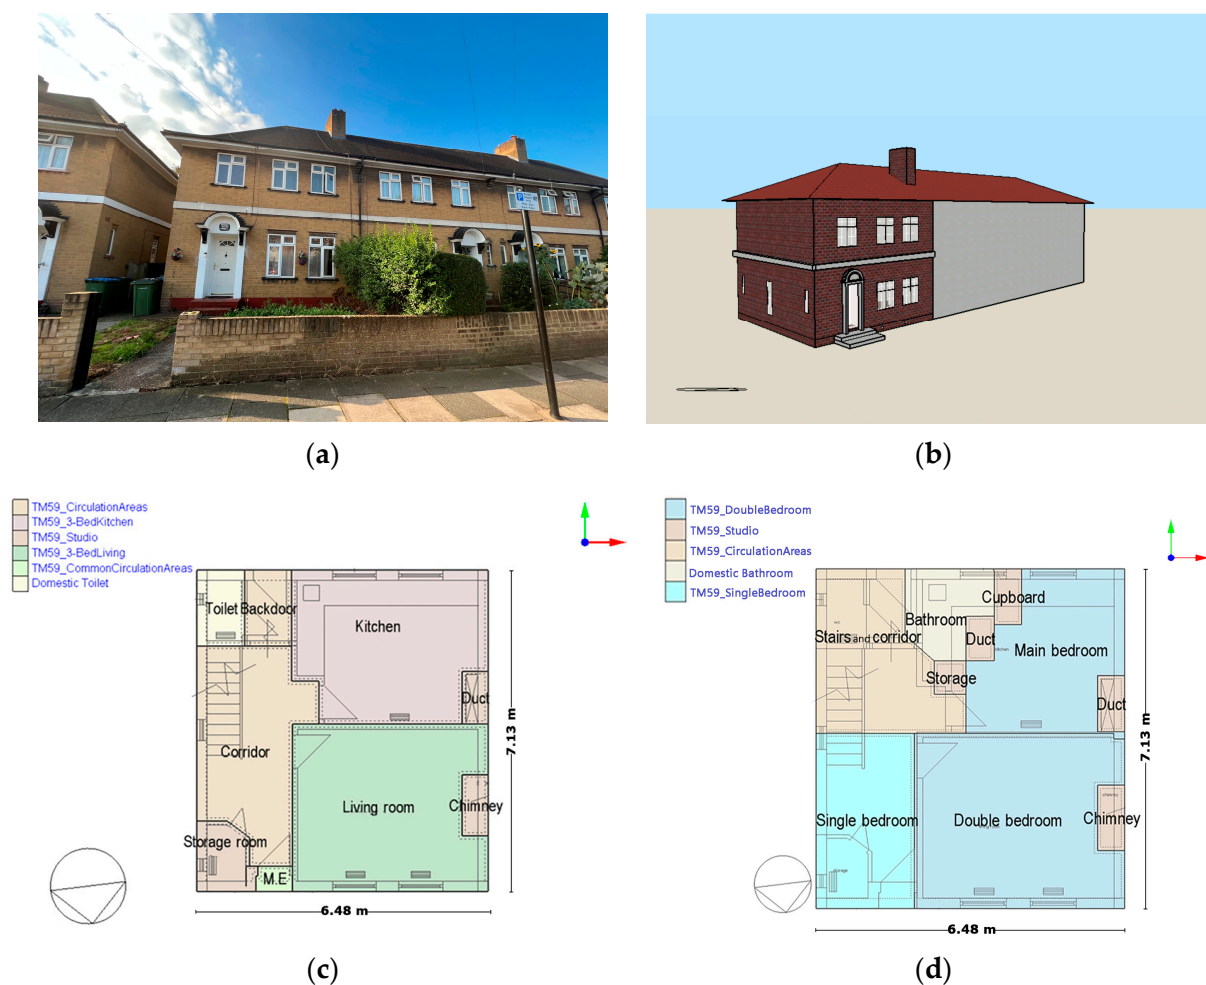 (a)
(b)
TM59_CirculationAreas
TM59_3-BedKitchen
TM59_Studio
TM59_3-BedLiving
TM59_CommonCirculationAreas
Domestic Toilet
Toilet
Backdoor
Kitchen
Duct
Corridor
Living room
Chimney
Storage room
M.E
7.13 m
6.48 m
(c)
TM59_DoubleBedroom
TM59_Studio
TM59_CirculationAreas
Domestic Bathroom
TM59_SingleBedroom
Cupboard
Bathroom
Stairs and corridor
Duct
Main bedroom
Storage
Duct
Single bedroom
Double bedroom
Chimney
7.13 m
6.48 m
(d)